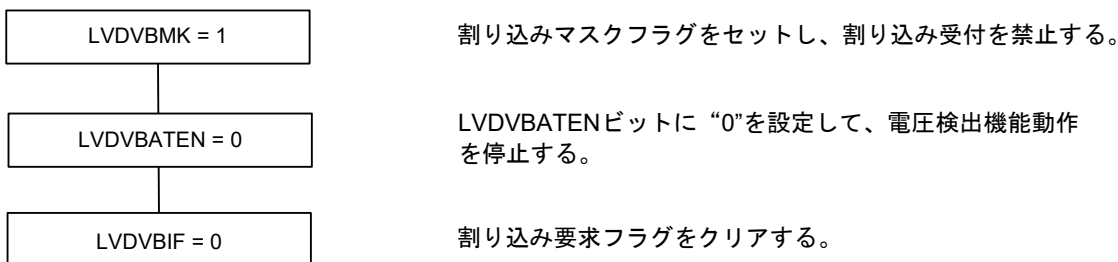 LVDVBMK = 1
割り込みマスクフラグをセットし、割り込み受付を禁止する。
LVDVBATEN = 0
LVDVBATENビットに“0”を設定して、電圧検出機能動作
を停止する。
LVDVBIF = 0
割り込み要求フラグをクリアする。